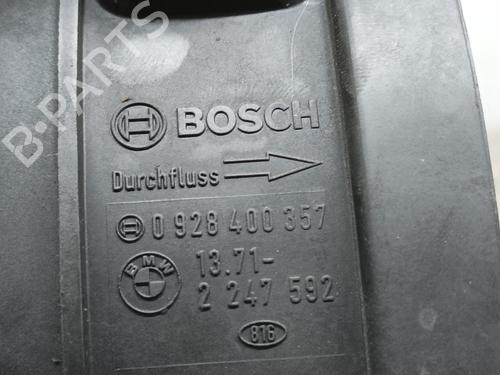 B-PARTS
BOSCH
Durchfluss
0 928 400 357
BMW
13.71-
2 247 592
816